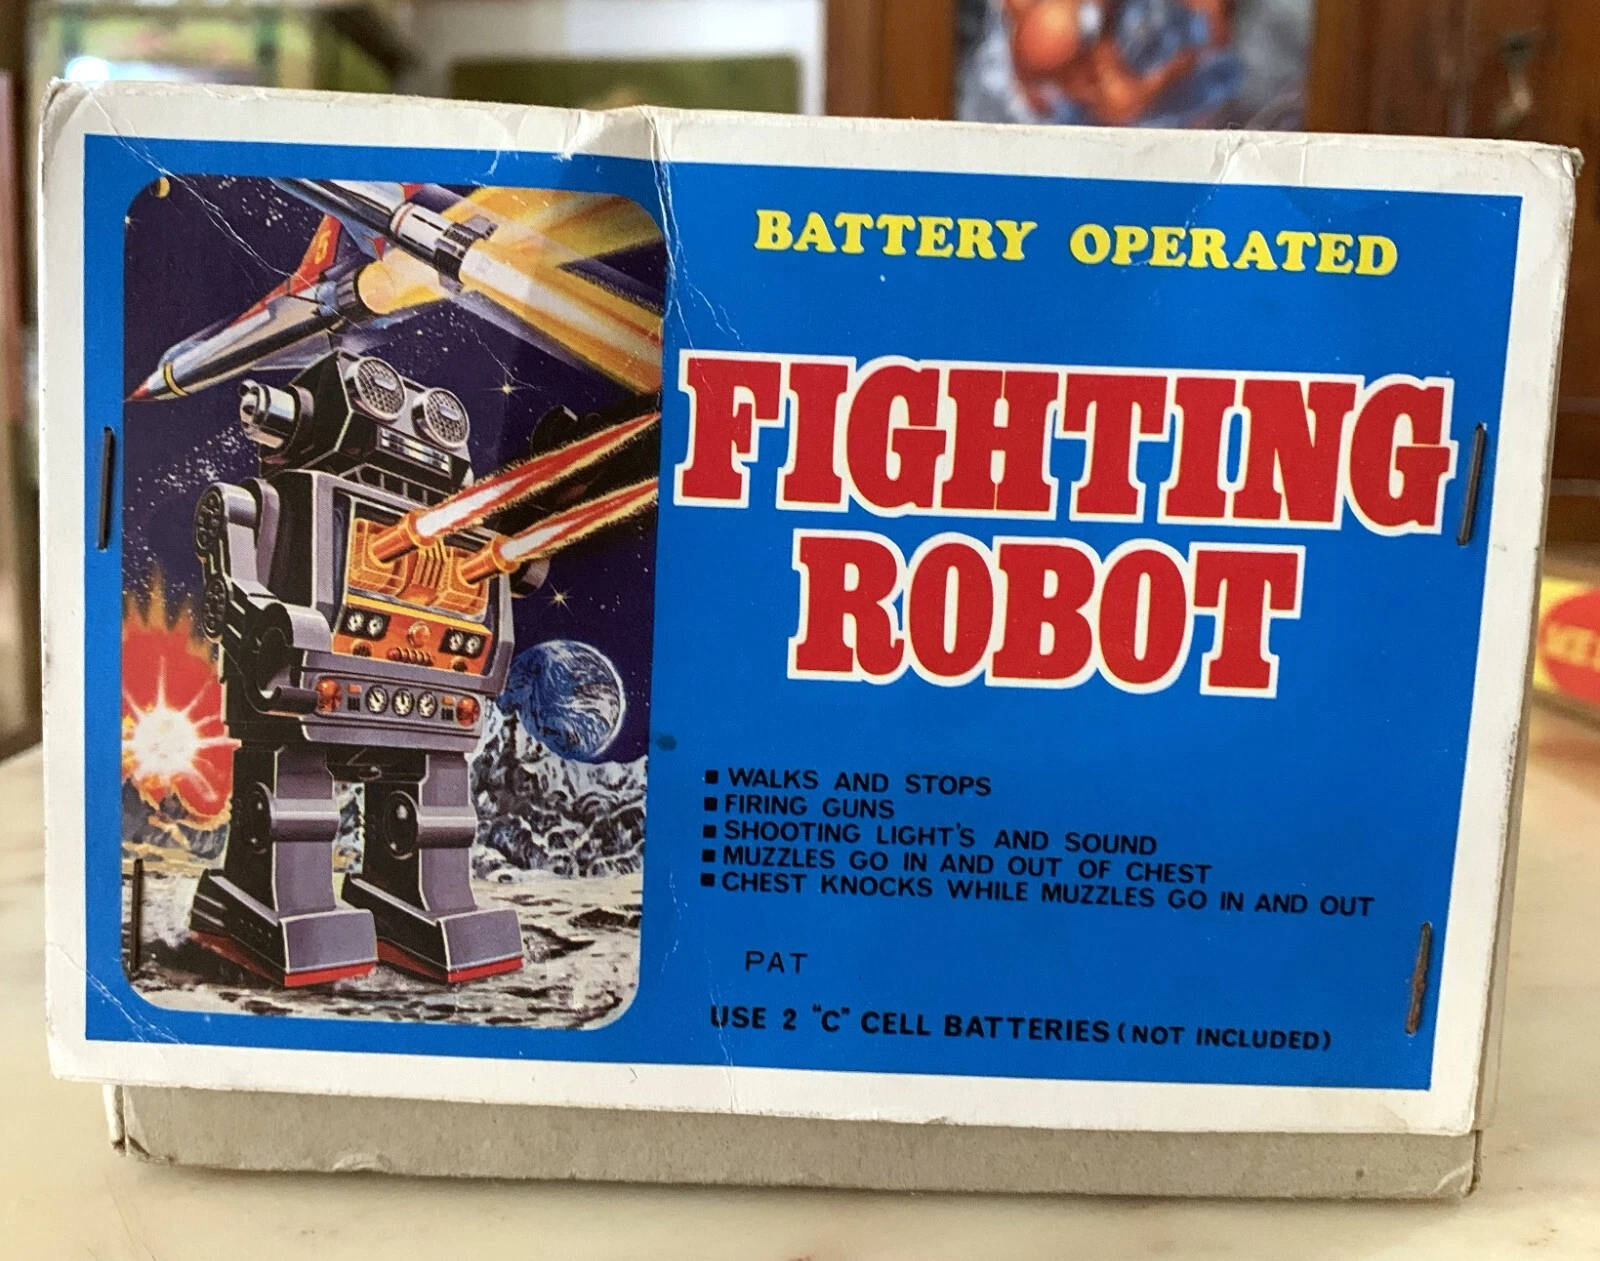 BATTERY OPERATED
FIGHTING
ROBOT
▪ WALKS AND STOPS
▪ FIRING GUNS
▪ SHOOTING LIGHT'S AND SOUND
▪ MUZZLES GO IN AND OUT OF CHEST
▪ CHEST KNOCKS WHILE MUZZLES GO IN AND OUT
PAT
USE 2 "C" CELL BATTERIES (NOT INCLUDED)